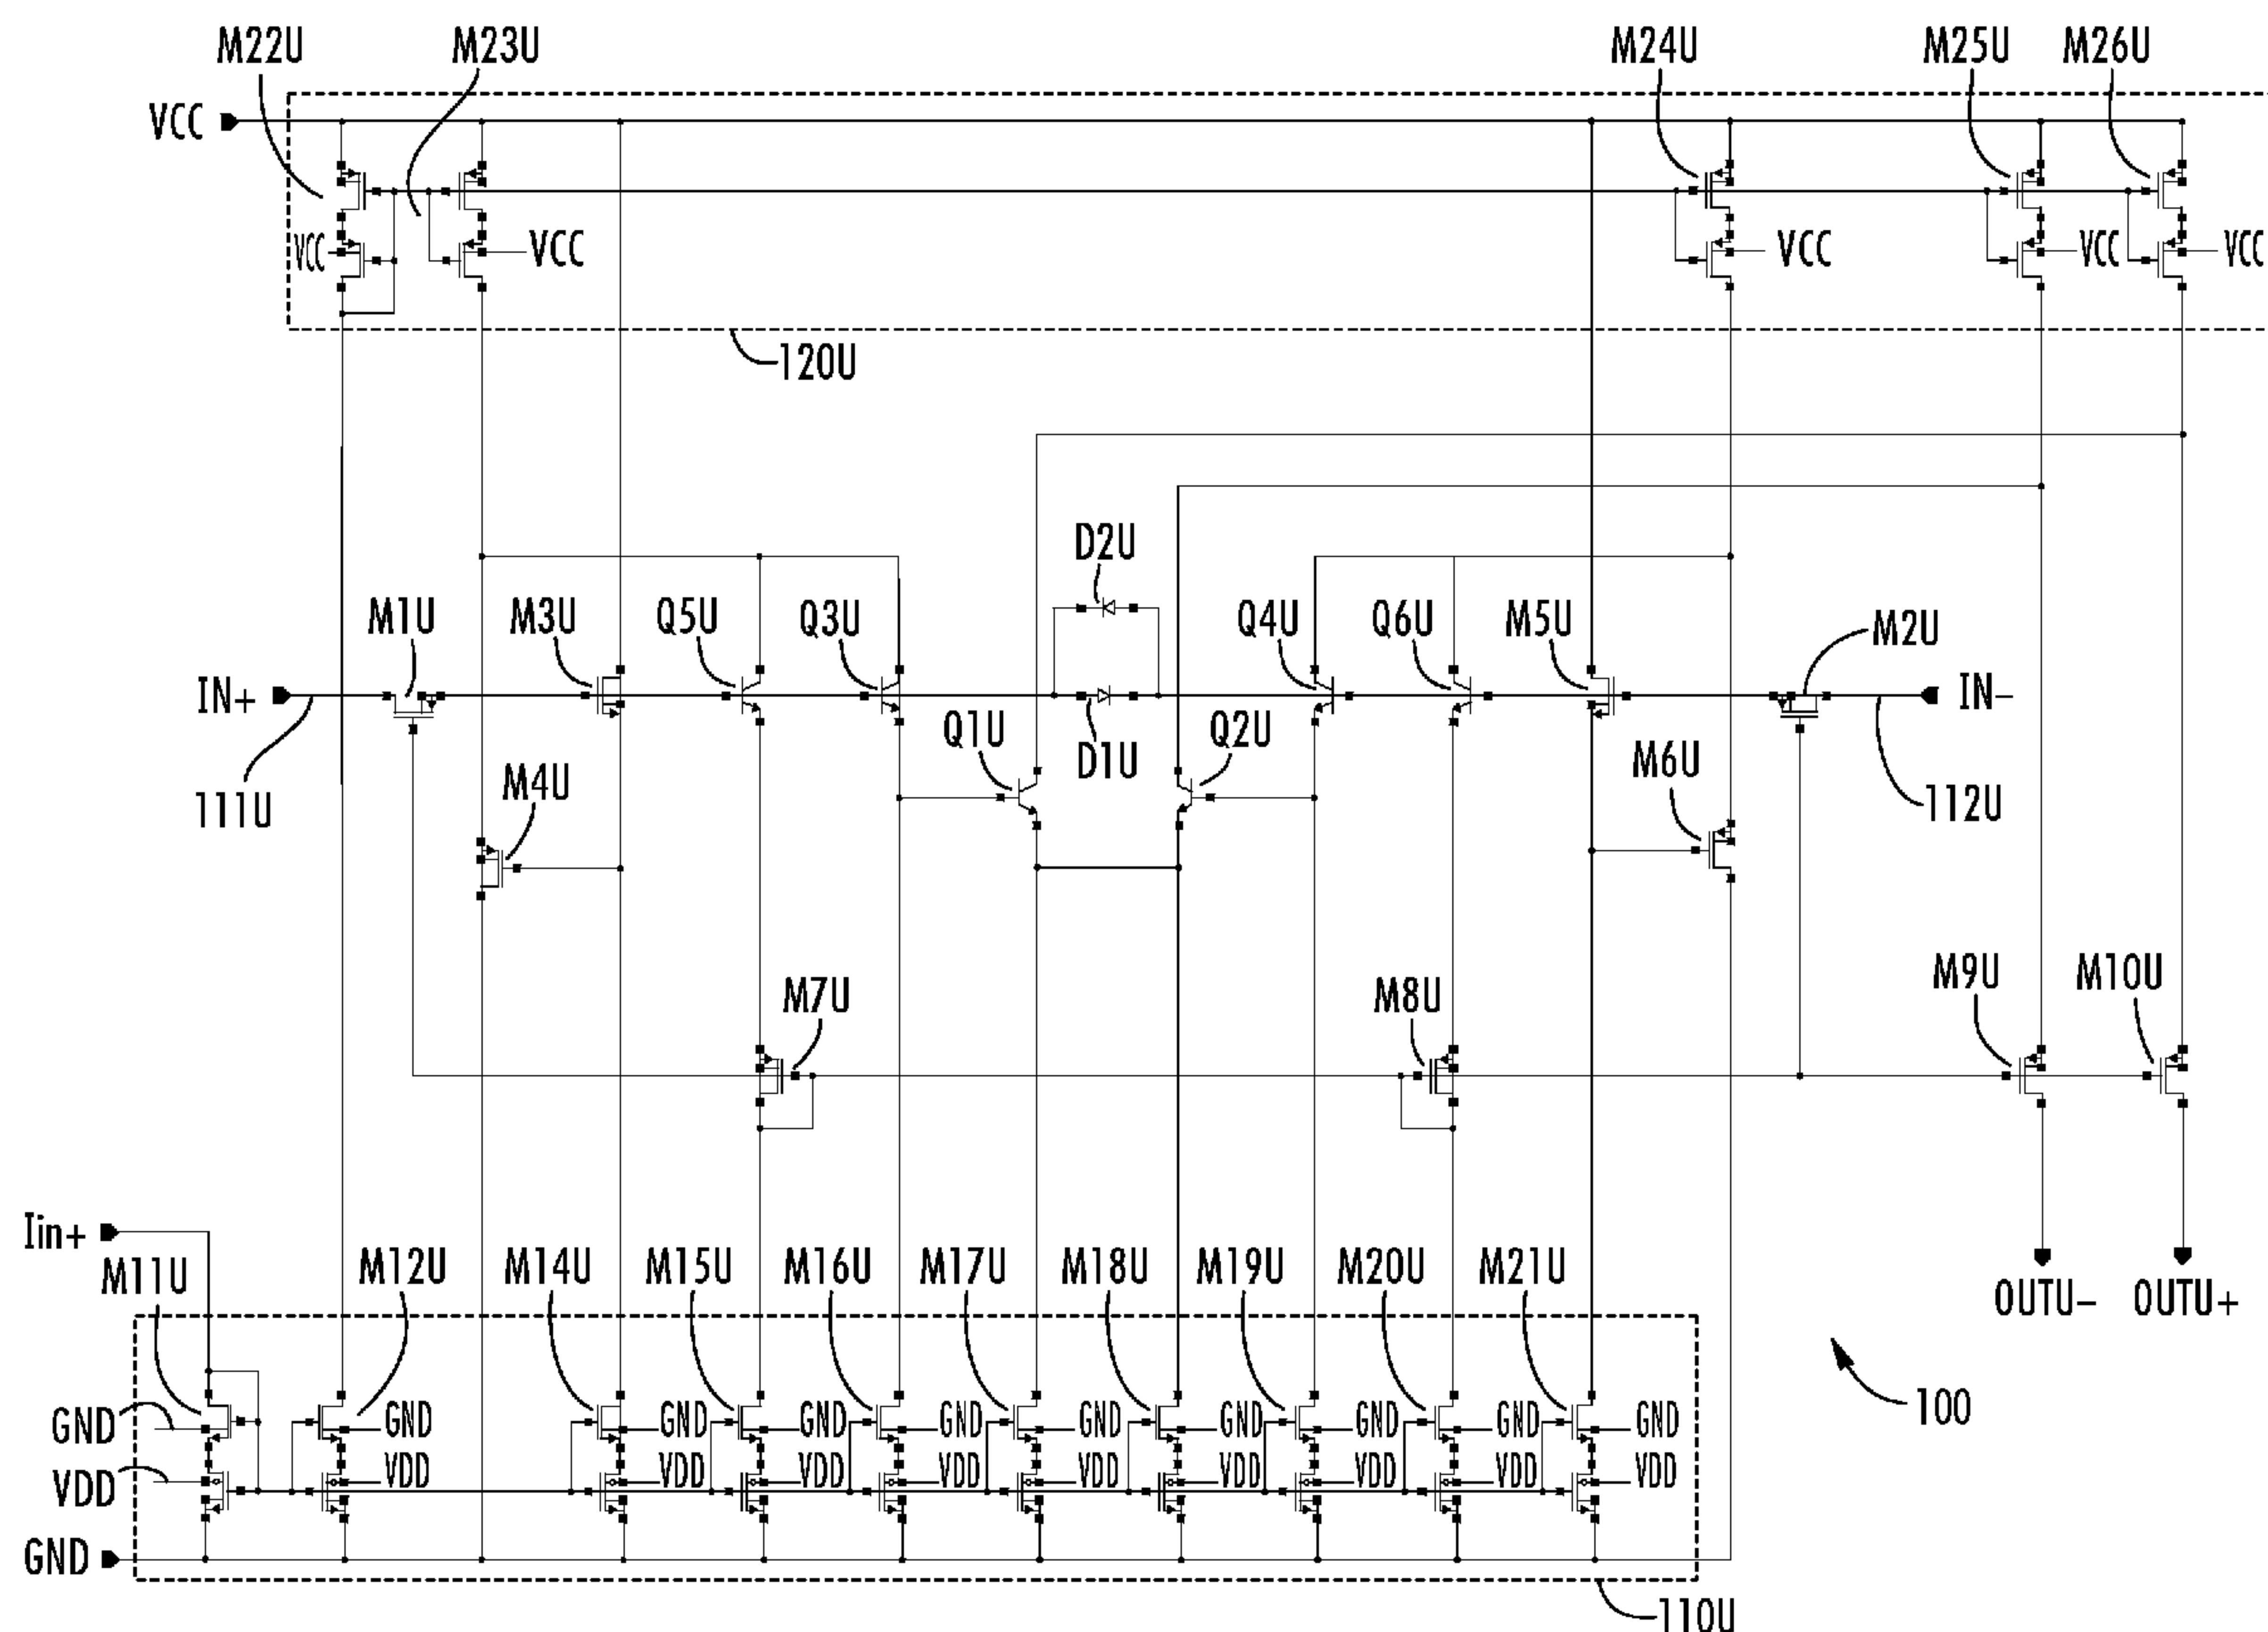 M22U M23U M24U M25U M26U
VCC
VCC VCC VCC VCC VCC
120U
D2U
M1U M3U Q5U Q3U Q4U Q6U M5U M2U
IN+ IN-
Q1U D1U Q2U
M4U M6U
111U 112U
M7U M8U M9U M10U
Iin+
M11U M12U M14U M15U M16U M17U M18U M19U M20U M21U
OUTU- OUTU+
100
GND GND GND GND GND GND GND GND GND GND
VDD VDD VDD VDD VDD VDD VDD VDD VDD VDD
GND
110U